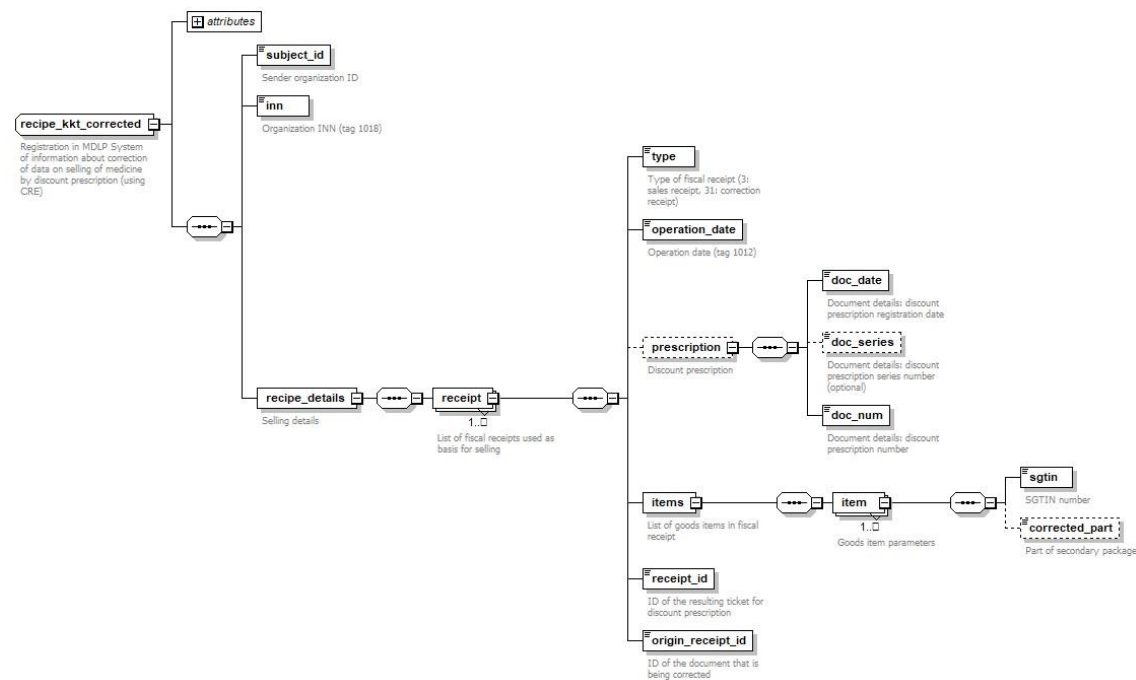 attributes
subject_id
Sender organization ID
inn
Organization INN (tag 1018)
recipe_kkt_corrected
Registration in MDLP System
of information about correction
of data on selling of medicine
by discount prescription (using
CRE)
recipe_details
Selling details
receipt
1..□
List of fiscal receipts used as
basis for selling
type
Type of fiscal receipt (3:
sales receipt, 31: correction
receipt)
operation_date
Operation date (tag 1012)
prescription
Discount prescription
doc_date
Document details: discount
prescription registration date
doc_series
Document details: discount
prescription series number
(optional)
doc_num
Document details: discount
prescription number
items
List of goods items in fiscal
receipt
item
1..□
Goods item parameters
sgtin
SGTIN number
corrected_part
Part of secondary package
receipt_id
ID of the resulting ticket for
discount prescription
origin_receipt_id
ID of the document that is
being corrected